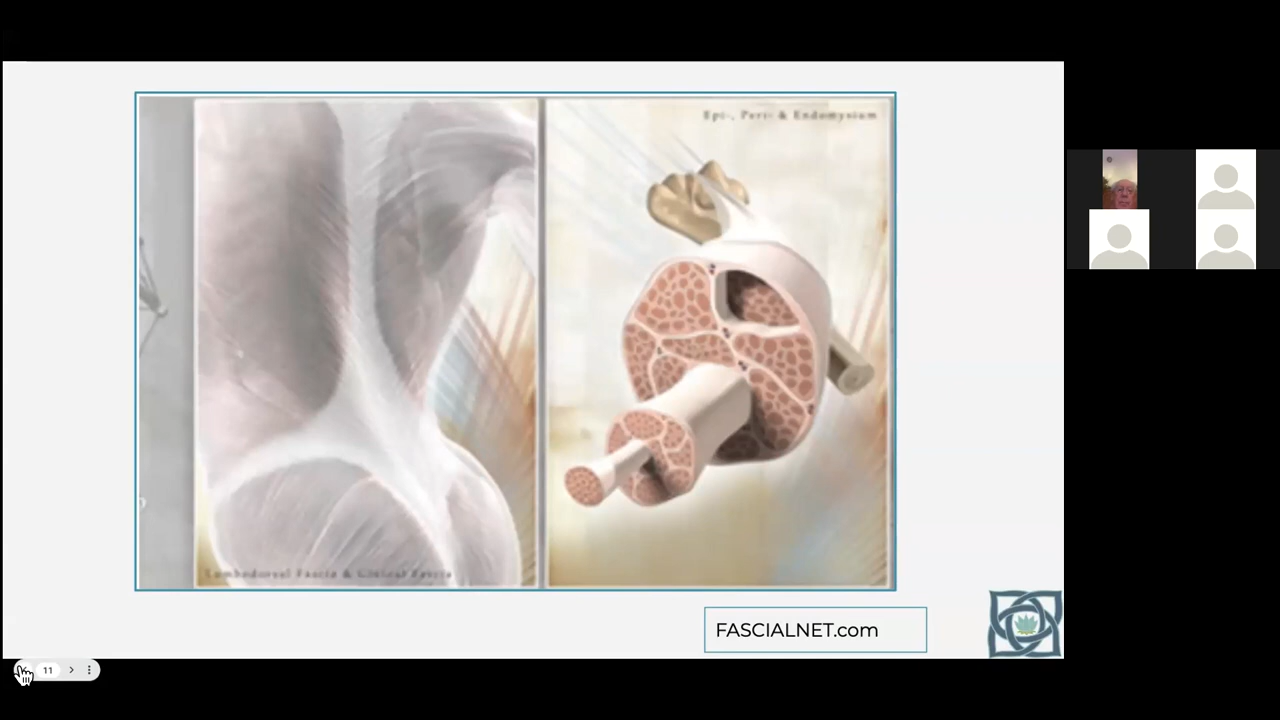 Epi-, Peri- & Endomysium
Lumbodorsal Fascia & Gluteal Fascia
FASCIALNET.com
11